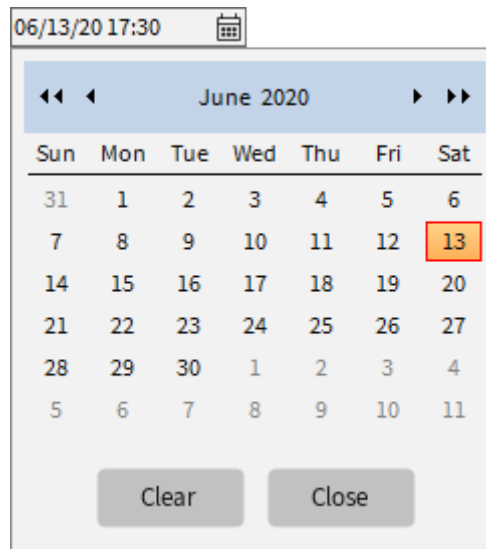 06/13/20 17:30
June 2020
Sun Mon Tue Wed Thu Fri Sat
31 1 2 3 4 5 6
7 8 9 10 11 12 13
14 15 16 17 18 19 20
21 22 23 24 25 26 27
28 29 30 1 2 3 4
5 6 7 8 9 10 11
Clear Close